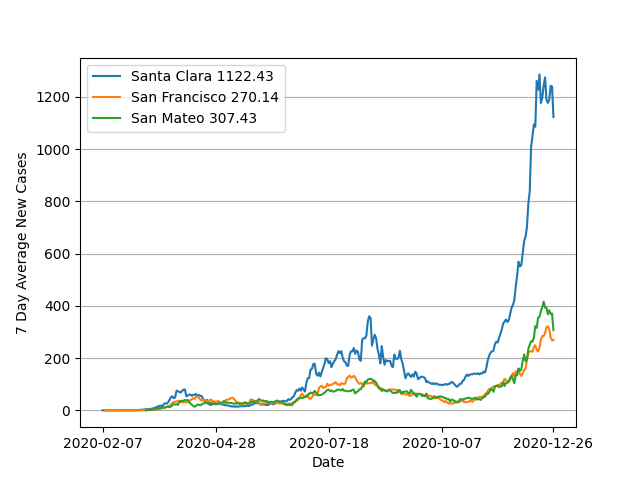 Santa Clara 1122.43
San Francisco 270.14
San Mateo 307.43
7 Day Average New Cases
1200
1000
800
600
400
200
0
2020-02-07 2020-04-28 2020-07-18 2020-10-07 2020-12-26
Date